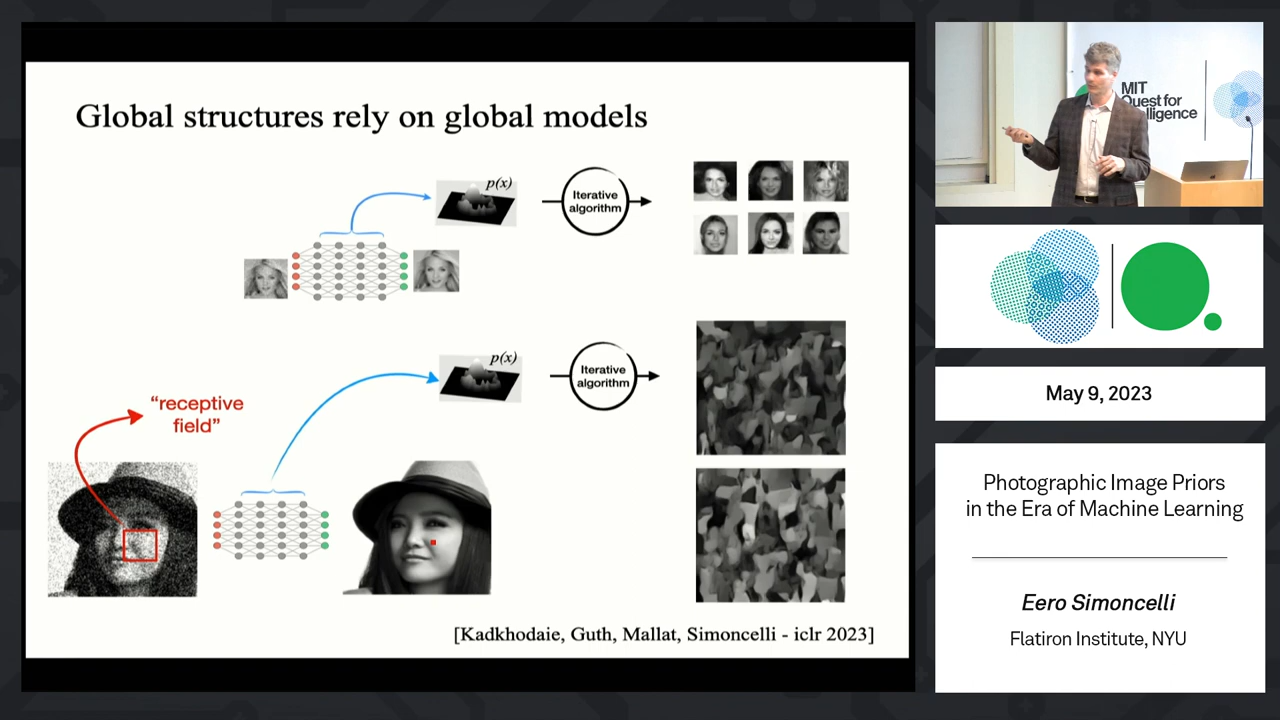 Global structures rely on global models
p(x)
Iterative
algorithm
p(x)
Iterative
algorithm
“receptive
field”
[Kadkhodaie, Guth, Mallat, Simoncelli - iclr 2023]
MIT
Quest for
lligence
May 9, 2023
Photographic Image Priors
in the Era of Machine Learning
Eero Simoncelli
Flatiron Institute, NYU